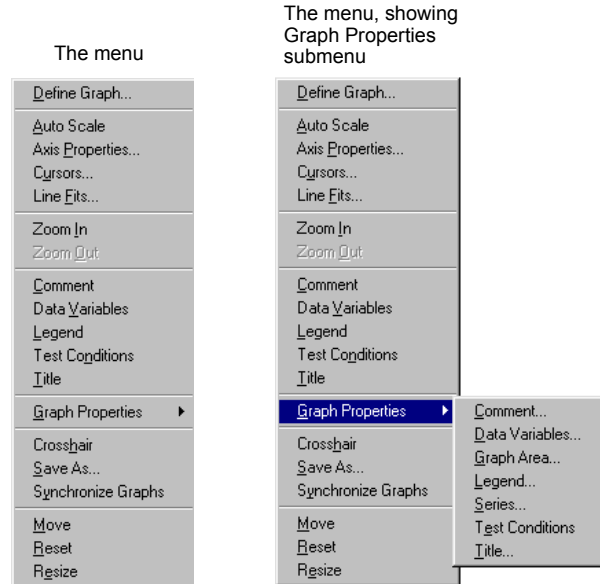 The menu
Define Graph...
Auto Scale
Axis Properties...
Cursors...
Line Fits...
Zoom In
Zoom Out
Comment
Data Variables
Legend
Test Conditions
Title
Graph Properties
Crosshair
Save As...
Synchronize Graphs
Move
Reset
Resize
The menu, showing
Graph Properties
submenu
Define Graph...
Auto Scale
Axis Properties...
Cursors...
Line Fits...
Zoom In
Zoom Out
Comment
Data Variables
Legend
Test Conditions
Title
Graph Properties
Crosshair
Save As...
Synchronize Graphs
Move
Reset
Resize
Comment...
Data Variables...
Graph Area...
Legend...
Series...
Test Conditions
Title...